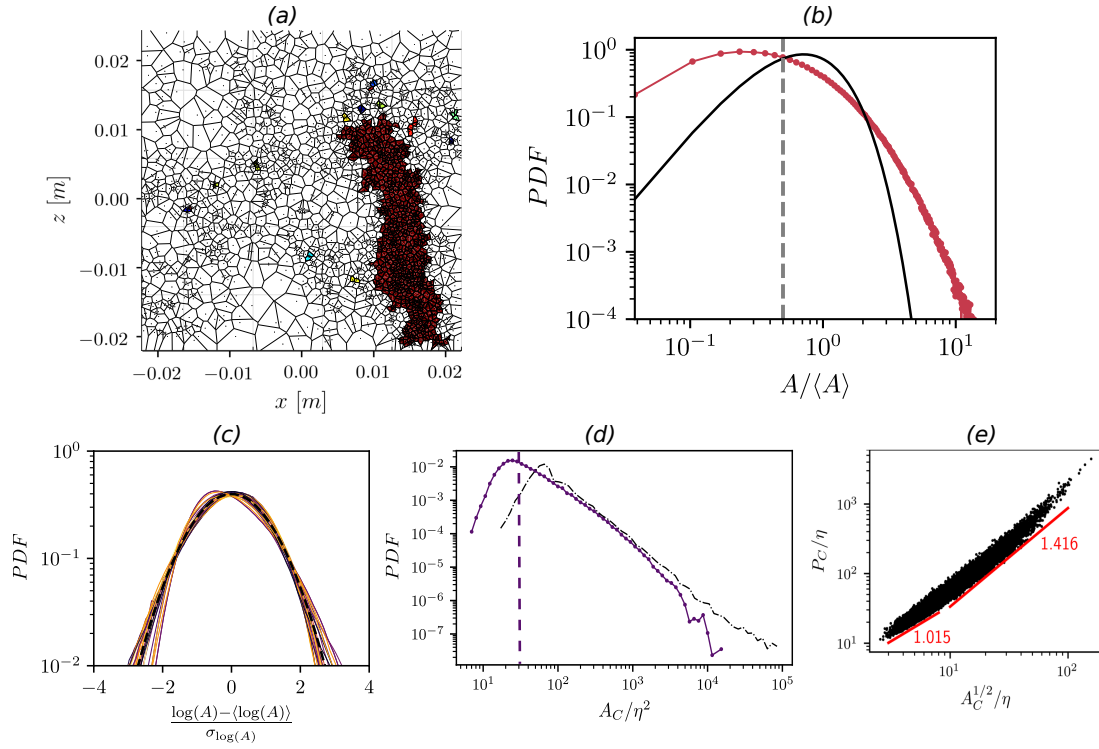 (a)
0.02
0.01
0.00
−0.01
−0.02
z [m]
−0.02
−0.01
0.00
0.01
0.02
x [m]
(b)
10^0
10^{-1}
10^{-2}
10^{-3}
10^{-4}
PDF
10^{-1}
10^0
10^1
A/⟨A⟩
(c)
10^0
10^{-1}
10^{-2}
PDF
−4
−2
0
2
4
log(A)−⟨log(A)⟩
σ_{log(A)}
(d)
10^{-2}
10^{-3}
10^{-4}
10^{-5}
10^{-6}
10^{-7}
PDF
10^1
10^2
10^3
10^4
10^5
A_C/η^2
(e)
10^3
10^2
10^1
P_C/η
1.416
1.015
10^1
10^2
A_C^{1/2}/η